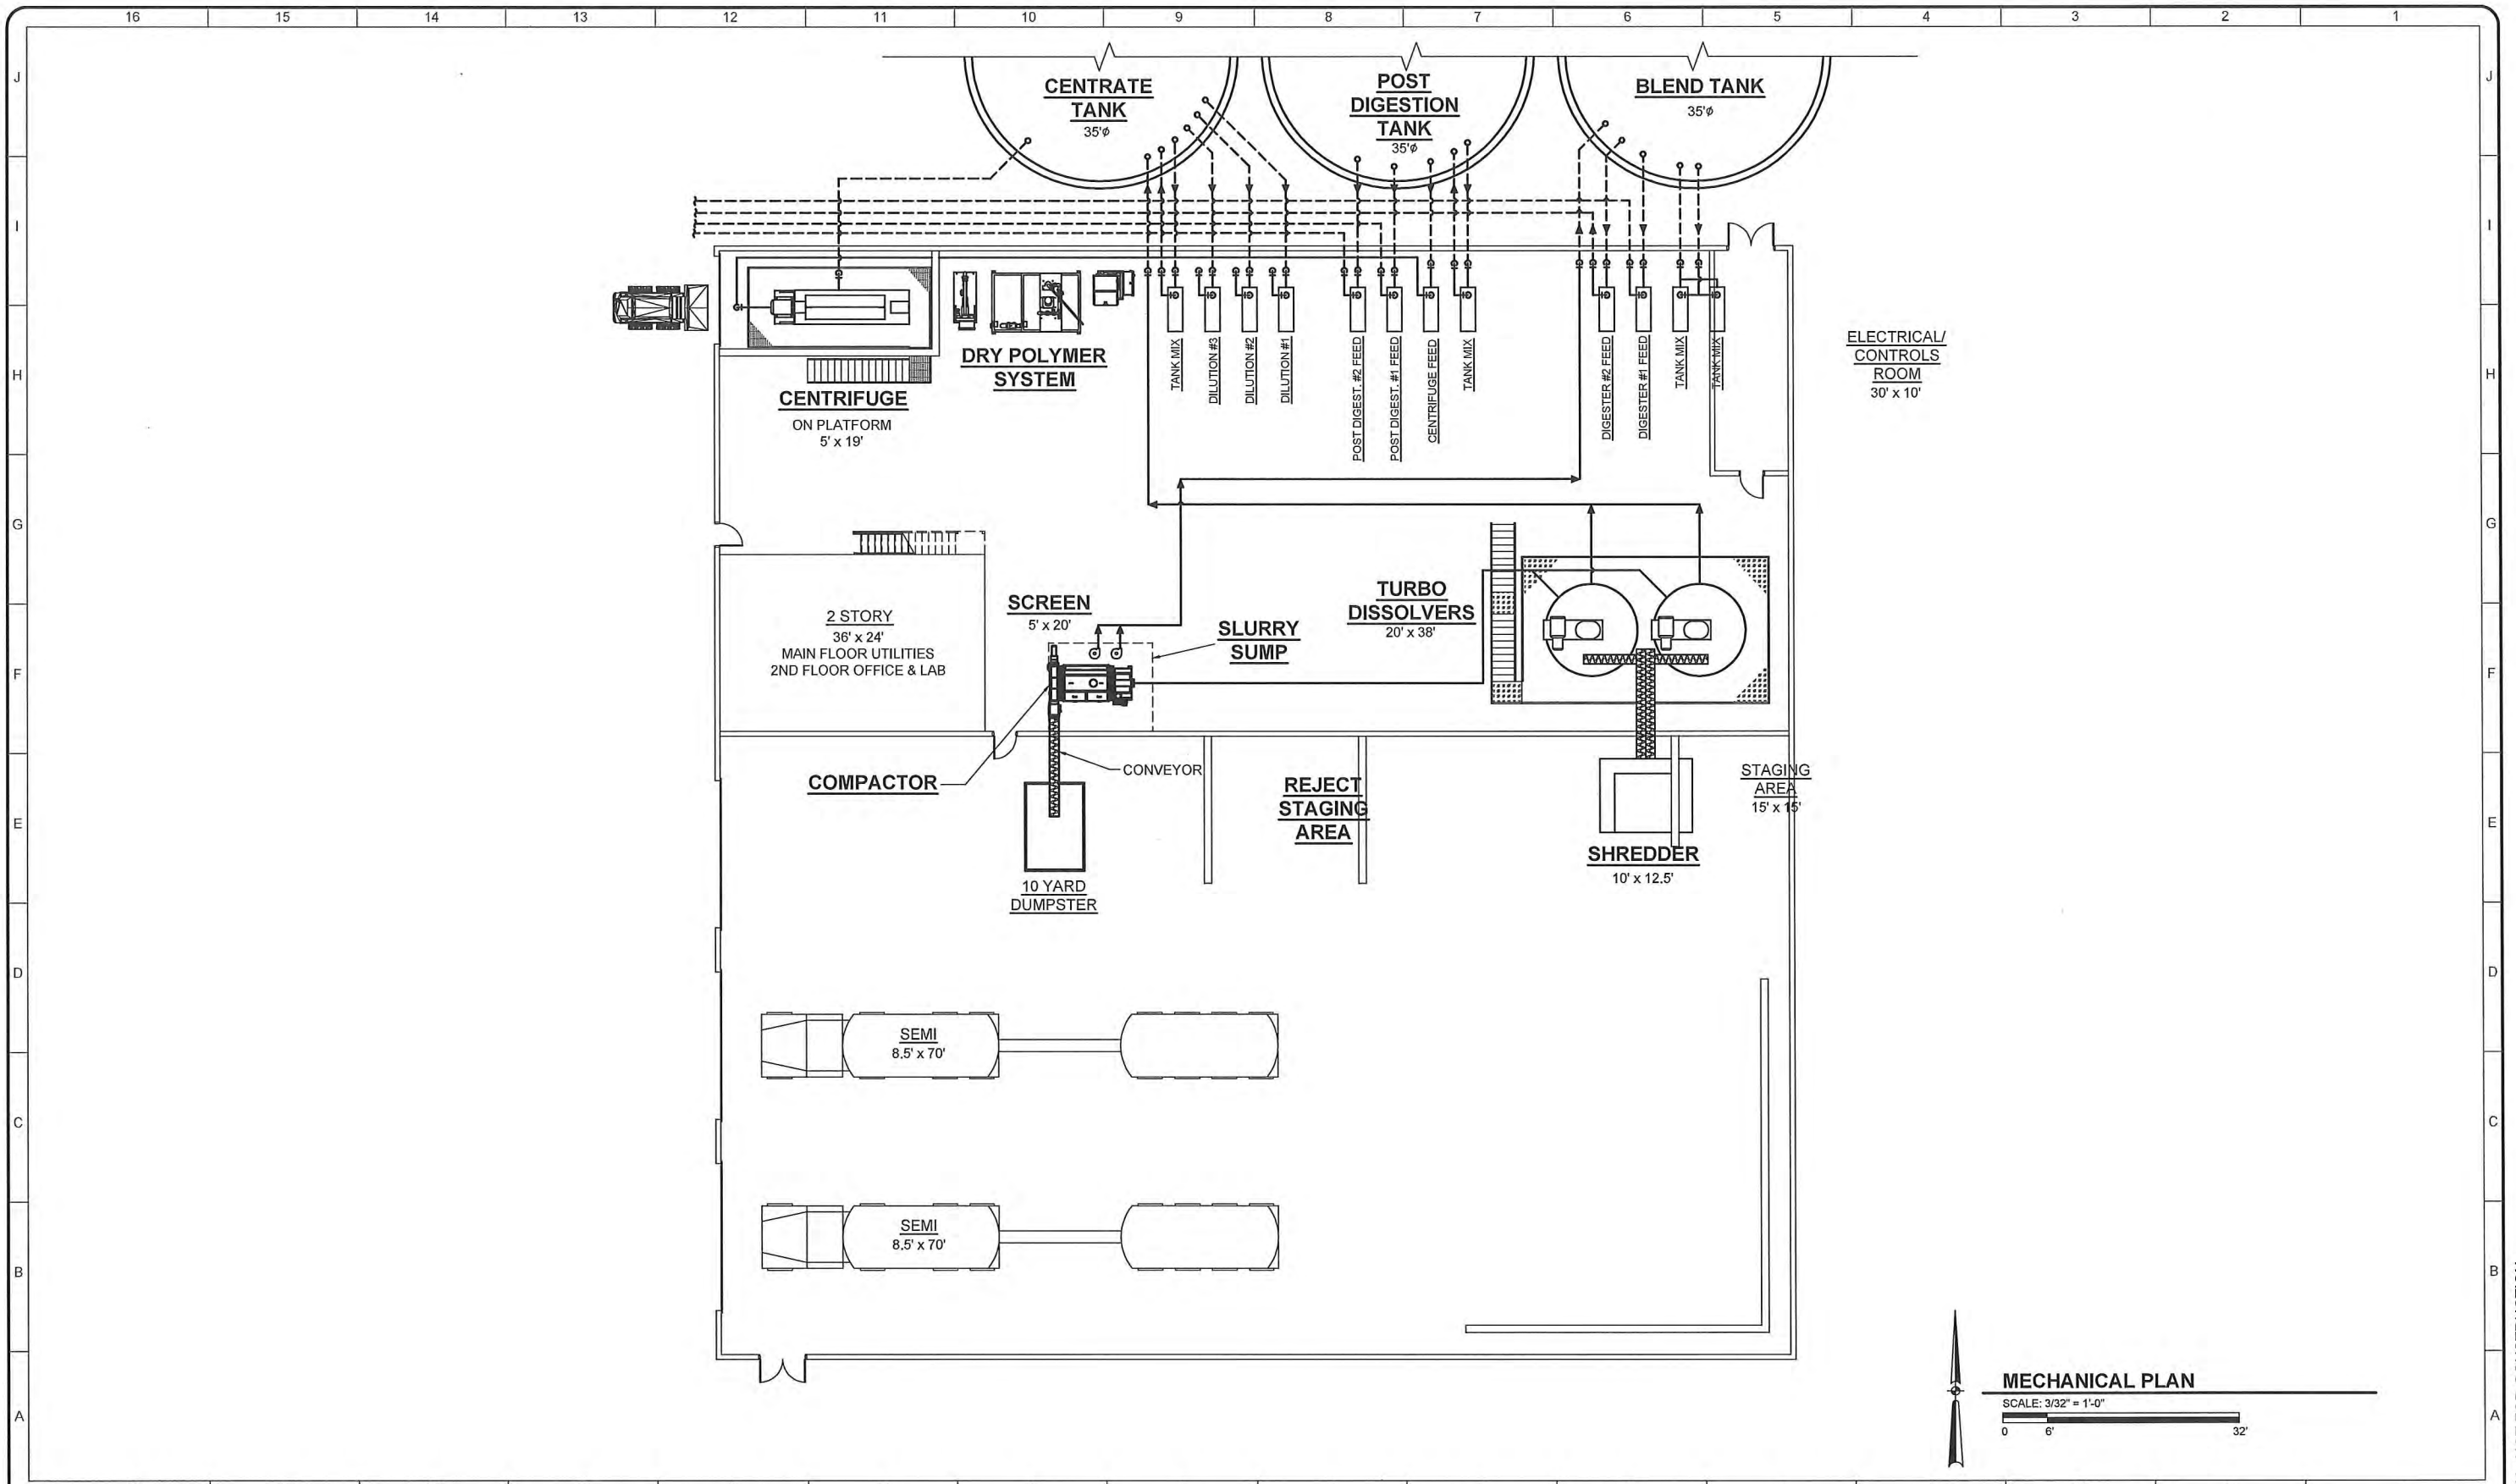 16 15 14 13 12 11 10 9 8 7 6 5 4 3 2 1
J
I
H
G
F
E
D
C
B
A
CENTRATE
TANK
35'ø
POST
DIGESTION
TANK
35'ø
BLEND TANK
35'ø
CENTRIFUGE
ON PLATFORM
5' x 19'
DRY POLYMER
SYSTEM
TANK MIX
DILUTION #3
DILUTION #2
DILUTION #1
POST DIGEST. #2 FEED
POST DIGEST. #1 FEED
CENTRIFUGE FEED
TANK MIX
DIGESTER #2 FEED
DIGESTER #1 FEED
TANK MIX
TANK MIX
ELECTRICAL/
CONTROLS
ROOM
30' x 10'
2 STORY
36' x 24'
MAIN FLOOR UTILITIES
2ND FLOOR OFFICE & LAB
SCREEN
5' x 20'
SLURRY
SUMP
TURBO
DISSOLVERS
20' x 38'
COMPACTOR
CONVEYOR
10 YARD
DUMPSTER
REJECT
STAGING
AREA
SHREDDER
10' x 12.5'
STAGING
AREA
15' x 15'
SEMI
8.5' x 70'
SEMI
8.5' x 70'
MECHANICAL PLAN
SCALE: 3/32" = 1'-0"
0 6' 32'
J
I
H
G
F
E
D
C
B
A